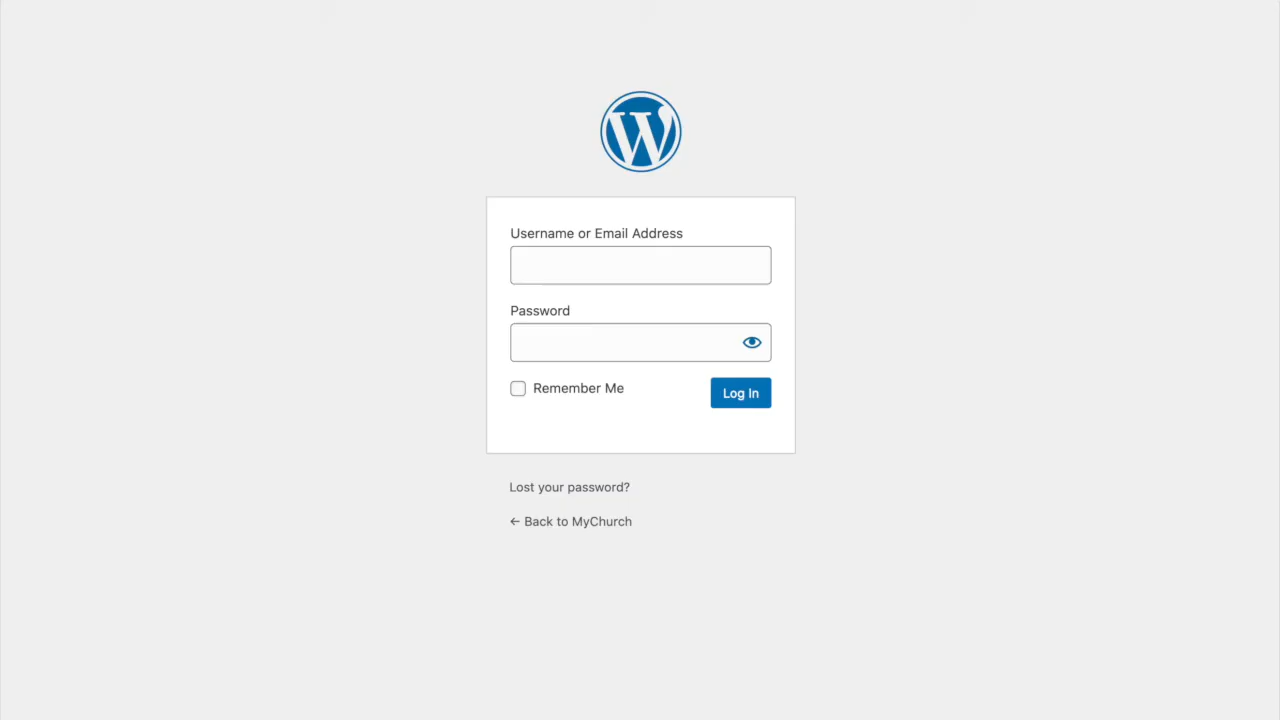 Username or Email Address
Password
Remember Me
Log In
Lost your password?
← Back to MyChurch